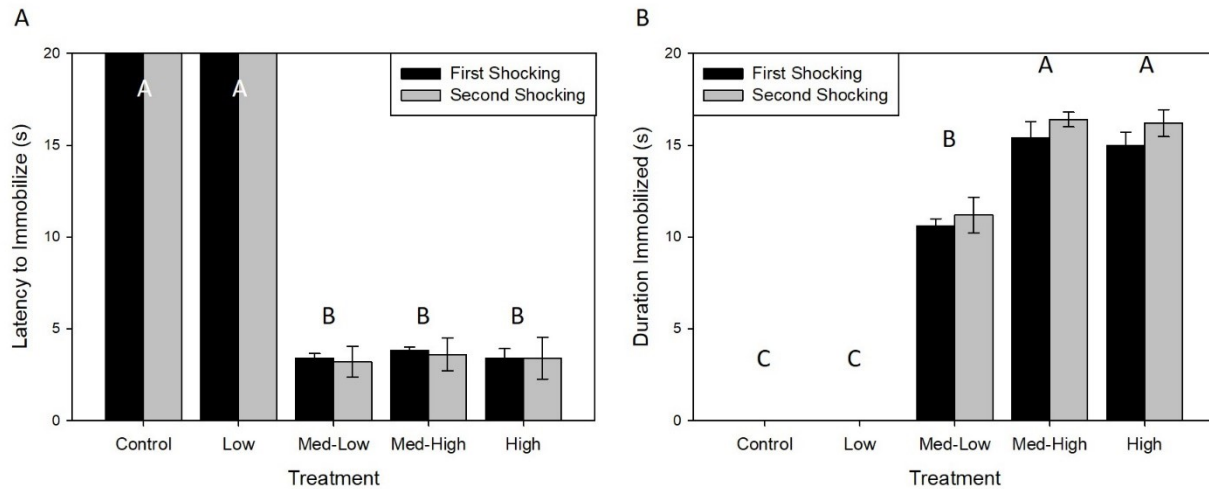 A
Latency to Immobilize (s)
20
15
10
5
0
First Shocking
Second Shocking
A
A
B
B
B
Control
Low
Med-Low
Med-High
High
Treatment
B
Duration Immobilized (s)
20
15
10
5
0
First Shocking
Second Shocking
C
C
B
A
A
Control
Low
Med-Low
Med-High
High
Treatment